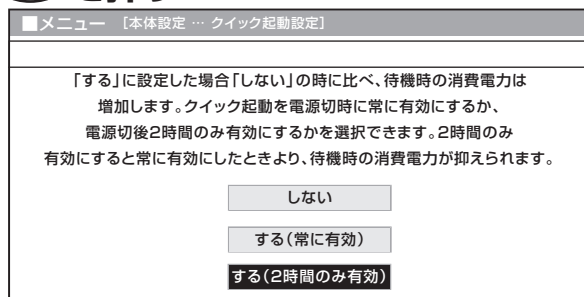 ■メニュー [本体設定 … クイック起動設定]
「する」に設定した場合「しない」の時に比べ、待機時の消費電力は
増加します。クイック起動を電源切時に常に有効にするか、
電源切後2時間のみ有効にするかを選択できます。2時間のみ
有効にすると常に有効にしたときより、待機時の消費電力が抑えられます。
しない
する(常に有効)
する(2時間のみ有効)